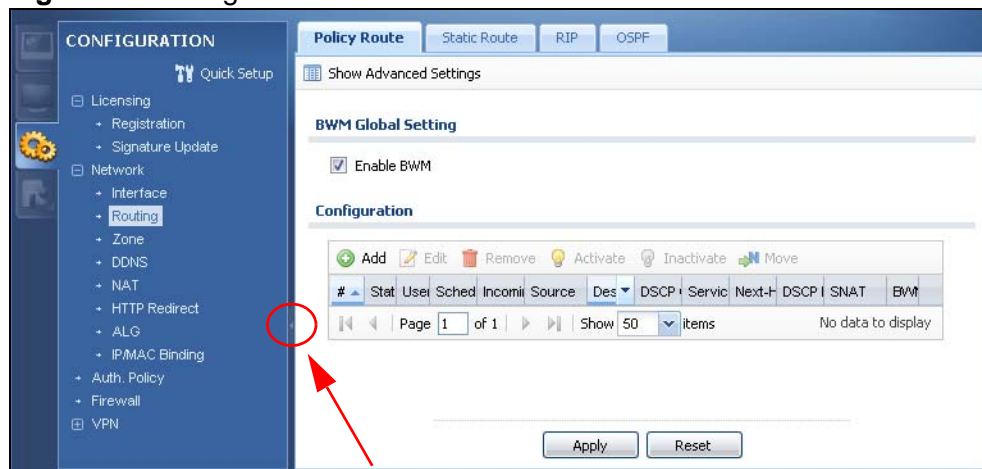 CONFIGURATION
Quick Setup
Licensing
Registration
Signature Update
Network
Interface
Routing
Zone
DDNS
NAT
HTTP Redirect
ALG
IP/MAC Binding
Auth. Policy
Firewall
VPN
Policy Route Static Route RIP OSPF
Show Advanced Settings
BWM Global Setting
Enable BWM
Configuration
Add Edit Remove Activate Inactivate Move
# Stat User Sched Incomin Source Des DSCP Servic Next-H DSCP SNAT BWM
Page 1 of 1 Show 50 items No data to display
Apply Reset